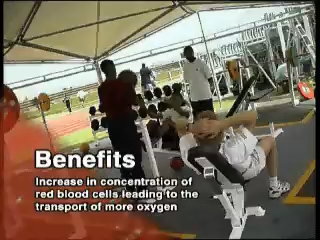 Benefits
Increase in concentration of
red blood cells leading to the
transport of more oxygen